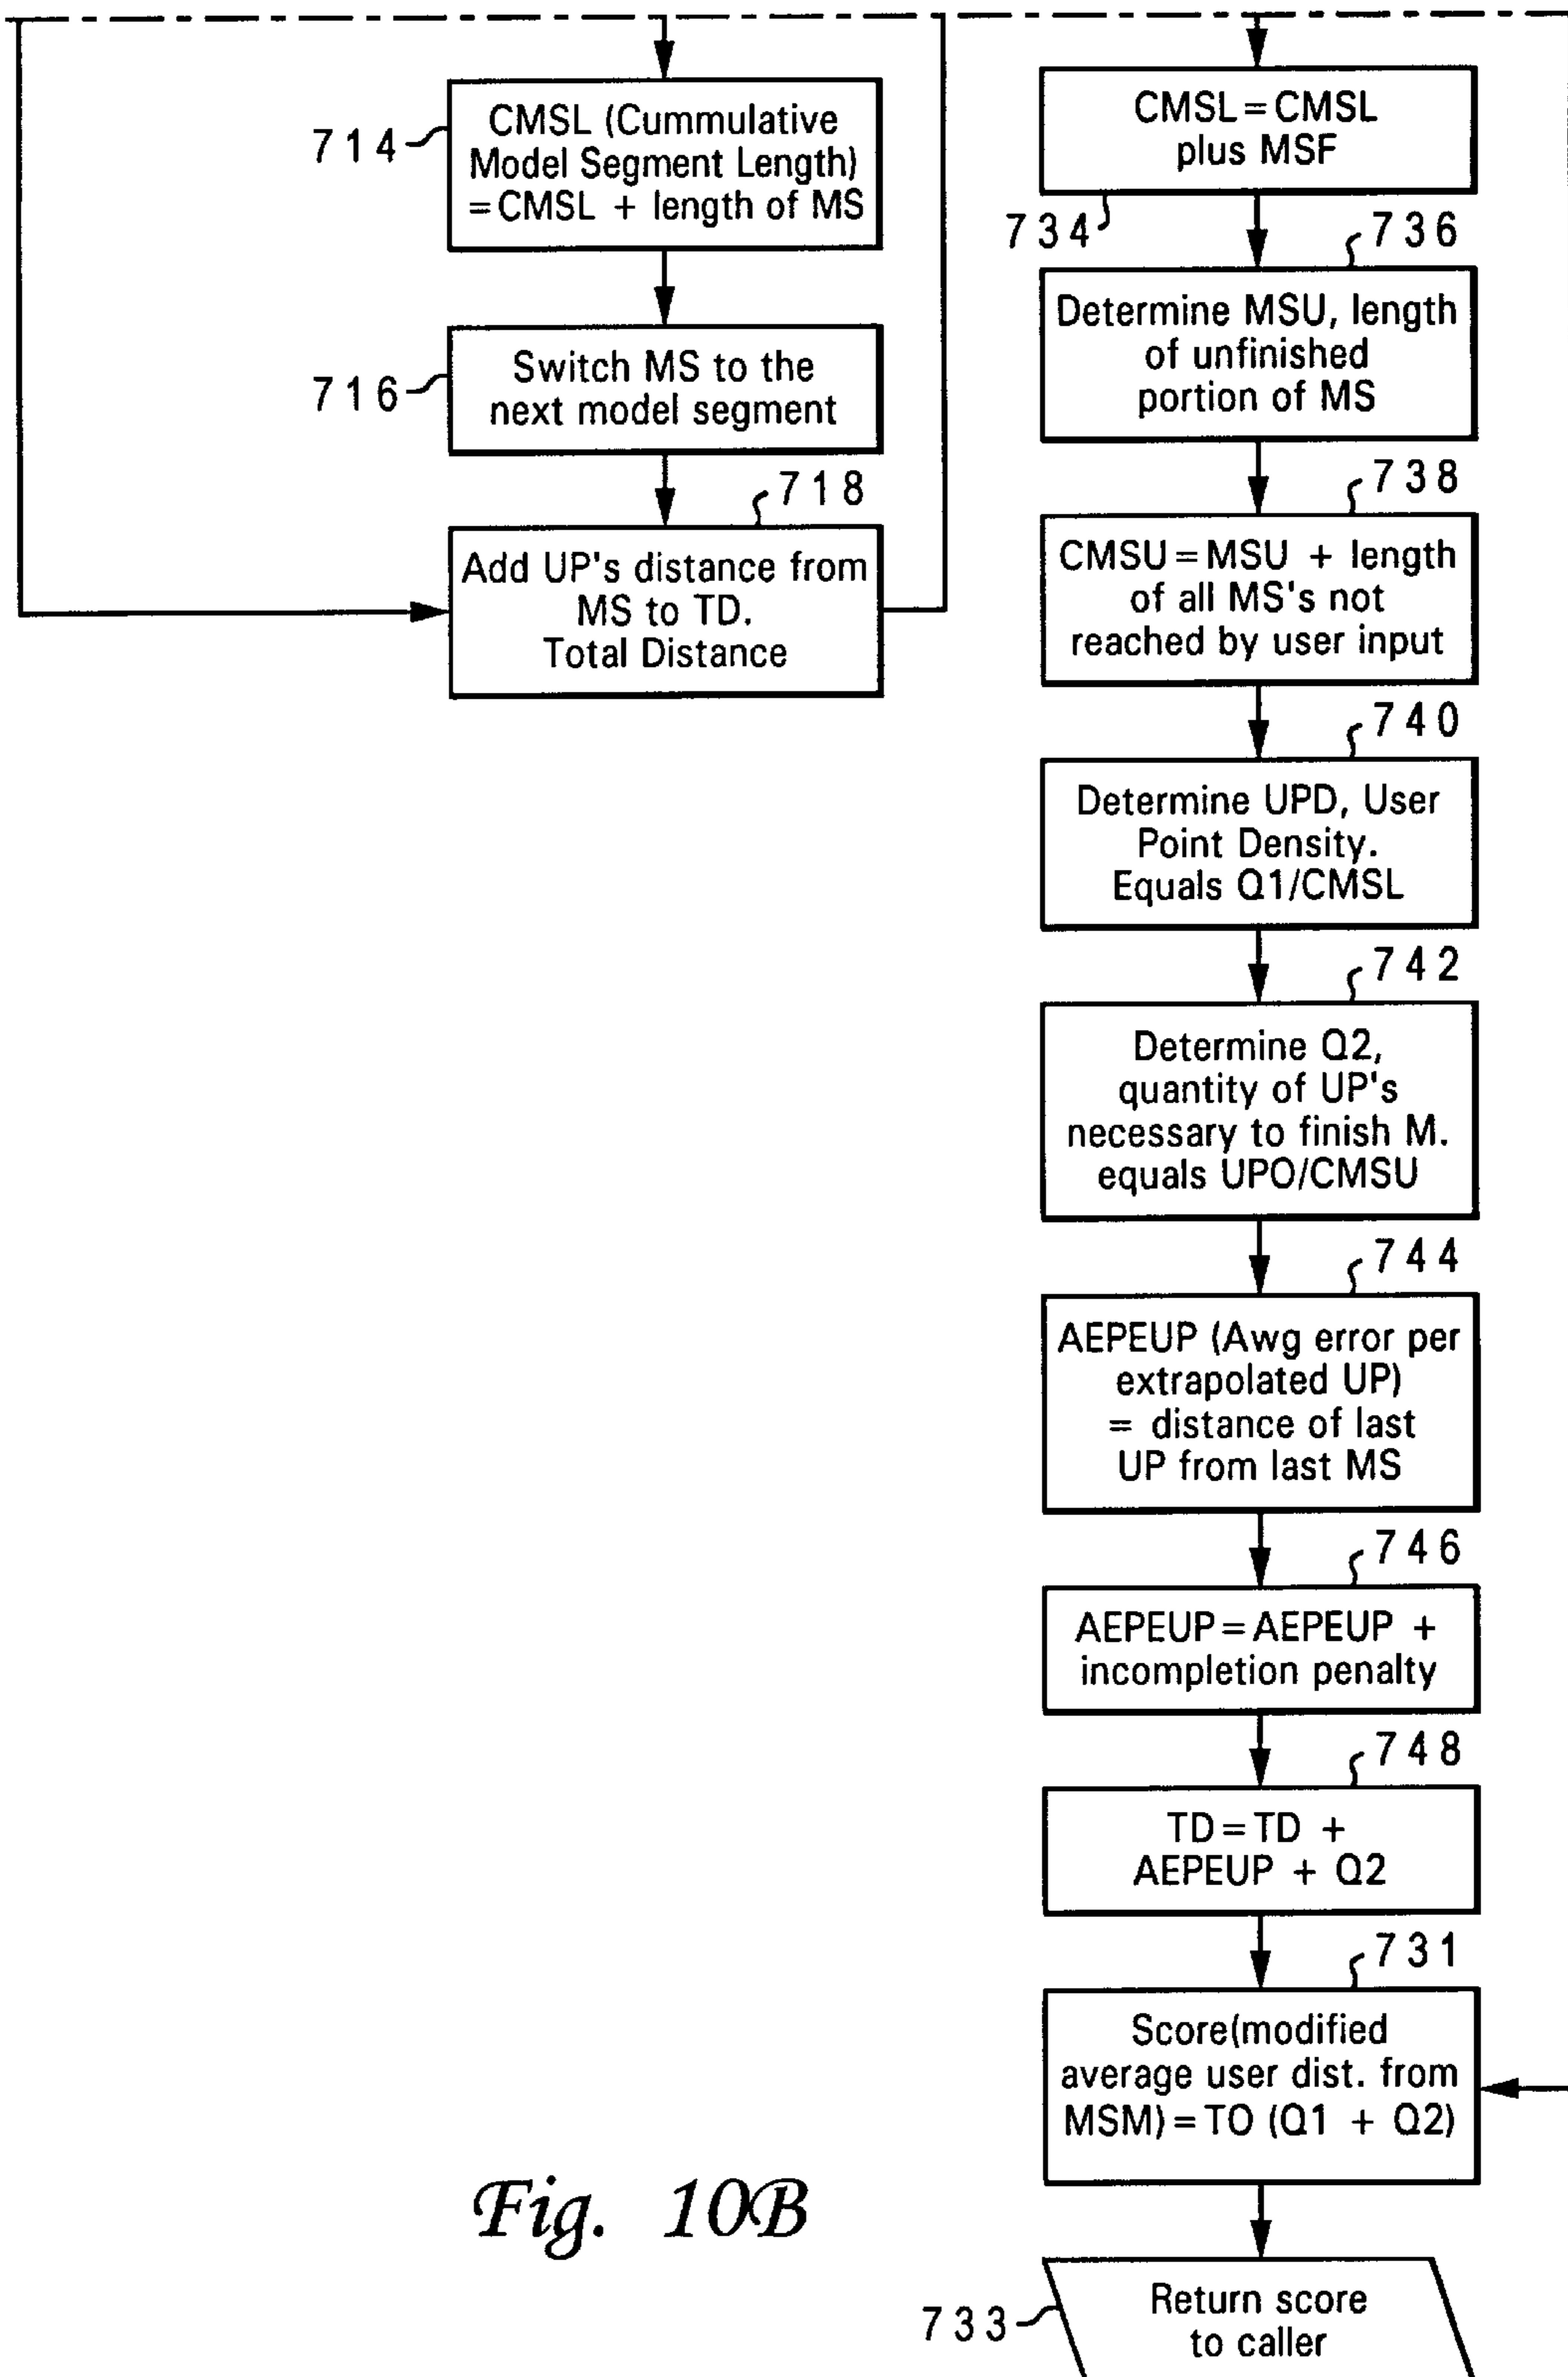 714
CMSL (Cummulative
Model Segment Length)
=CMSL + length of MS
716
Switch MS to the
next model segment
718
Add UP's distance from
MS to TD.
Total Distance
CMSL=CMSL
plus MSF
734
736
Determine MSU, length
of unfinished
portion of MS
738
CMSU=MSU + length
of all MS's not
reached by user input
740
Determine UPD, User
Point Density.
Equals Q1/CMSL
742
Determine Q2,
quantity of UP's
necessary to finish M.
equals UPO/CMSU
744
AEPEUP (Awg error per
extrapolated UP)
= distance of last
UP from last MS
746
AEPEUP=AEPEUP +
incompletion penalty
748
TD=TD +
AEPEUP + Q2
731
Score(modified
average user dist. from
MSM)=TO (Q1 + Q2)
733
Return score
to caller
Fig. 10B